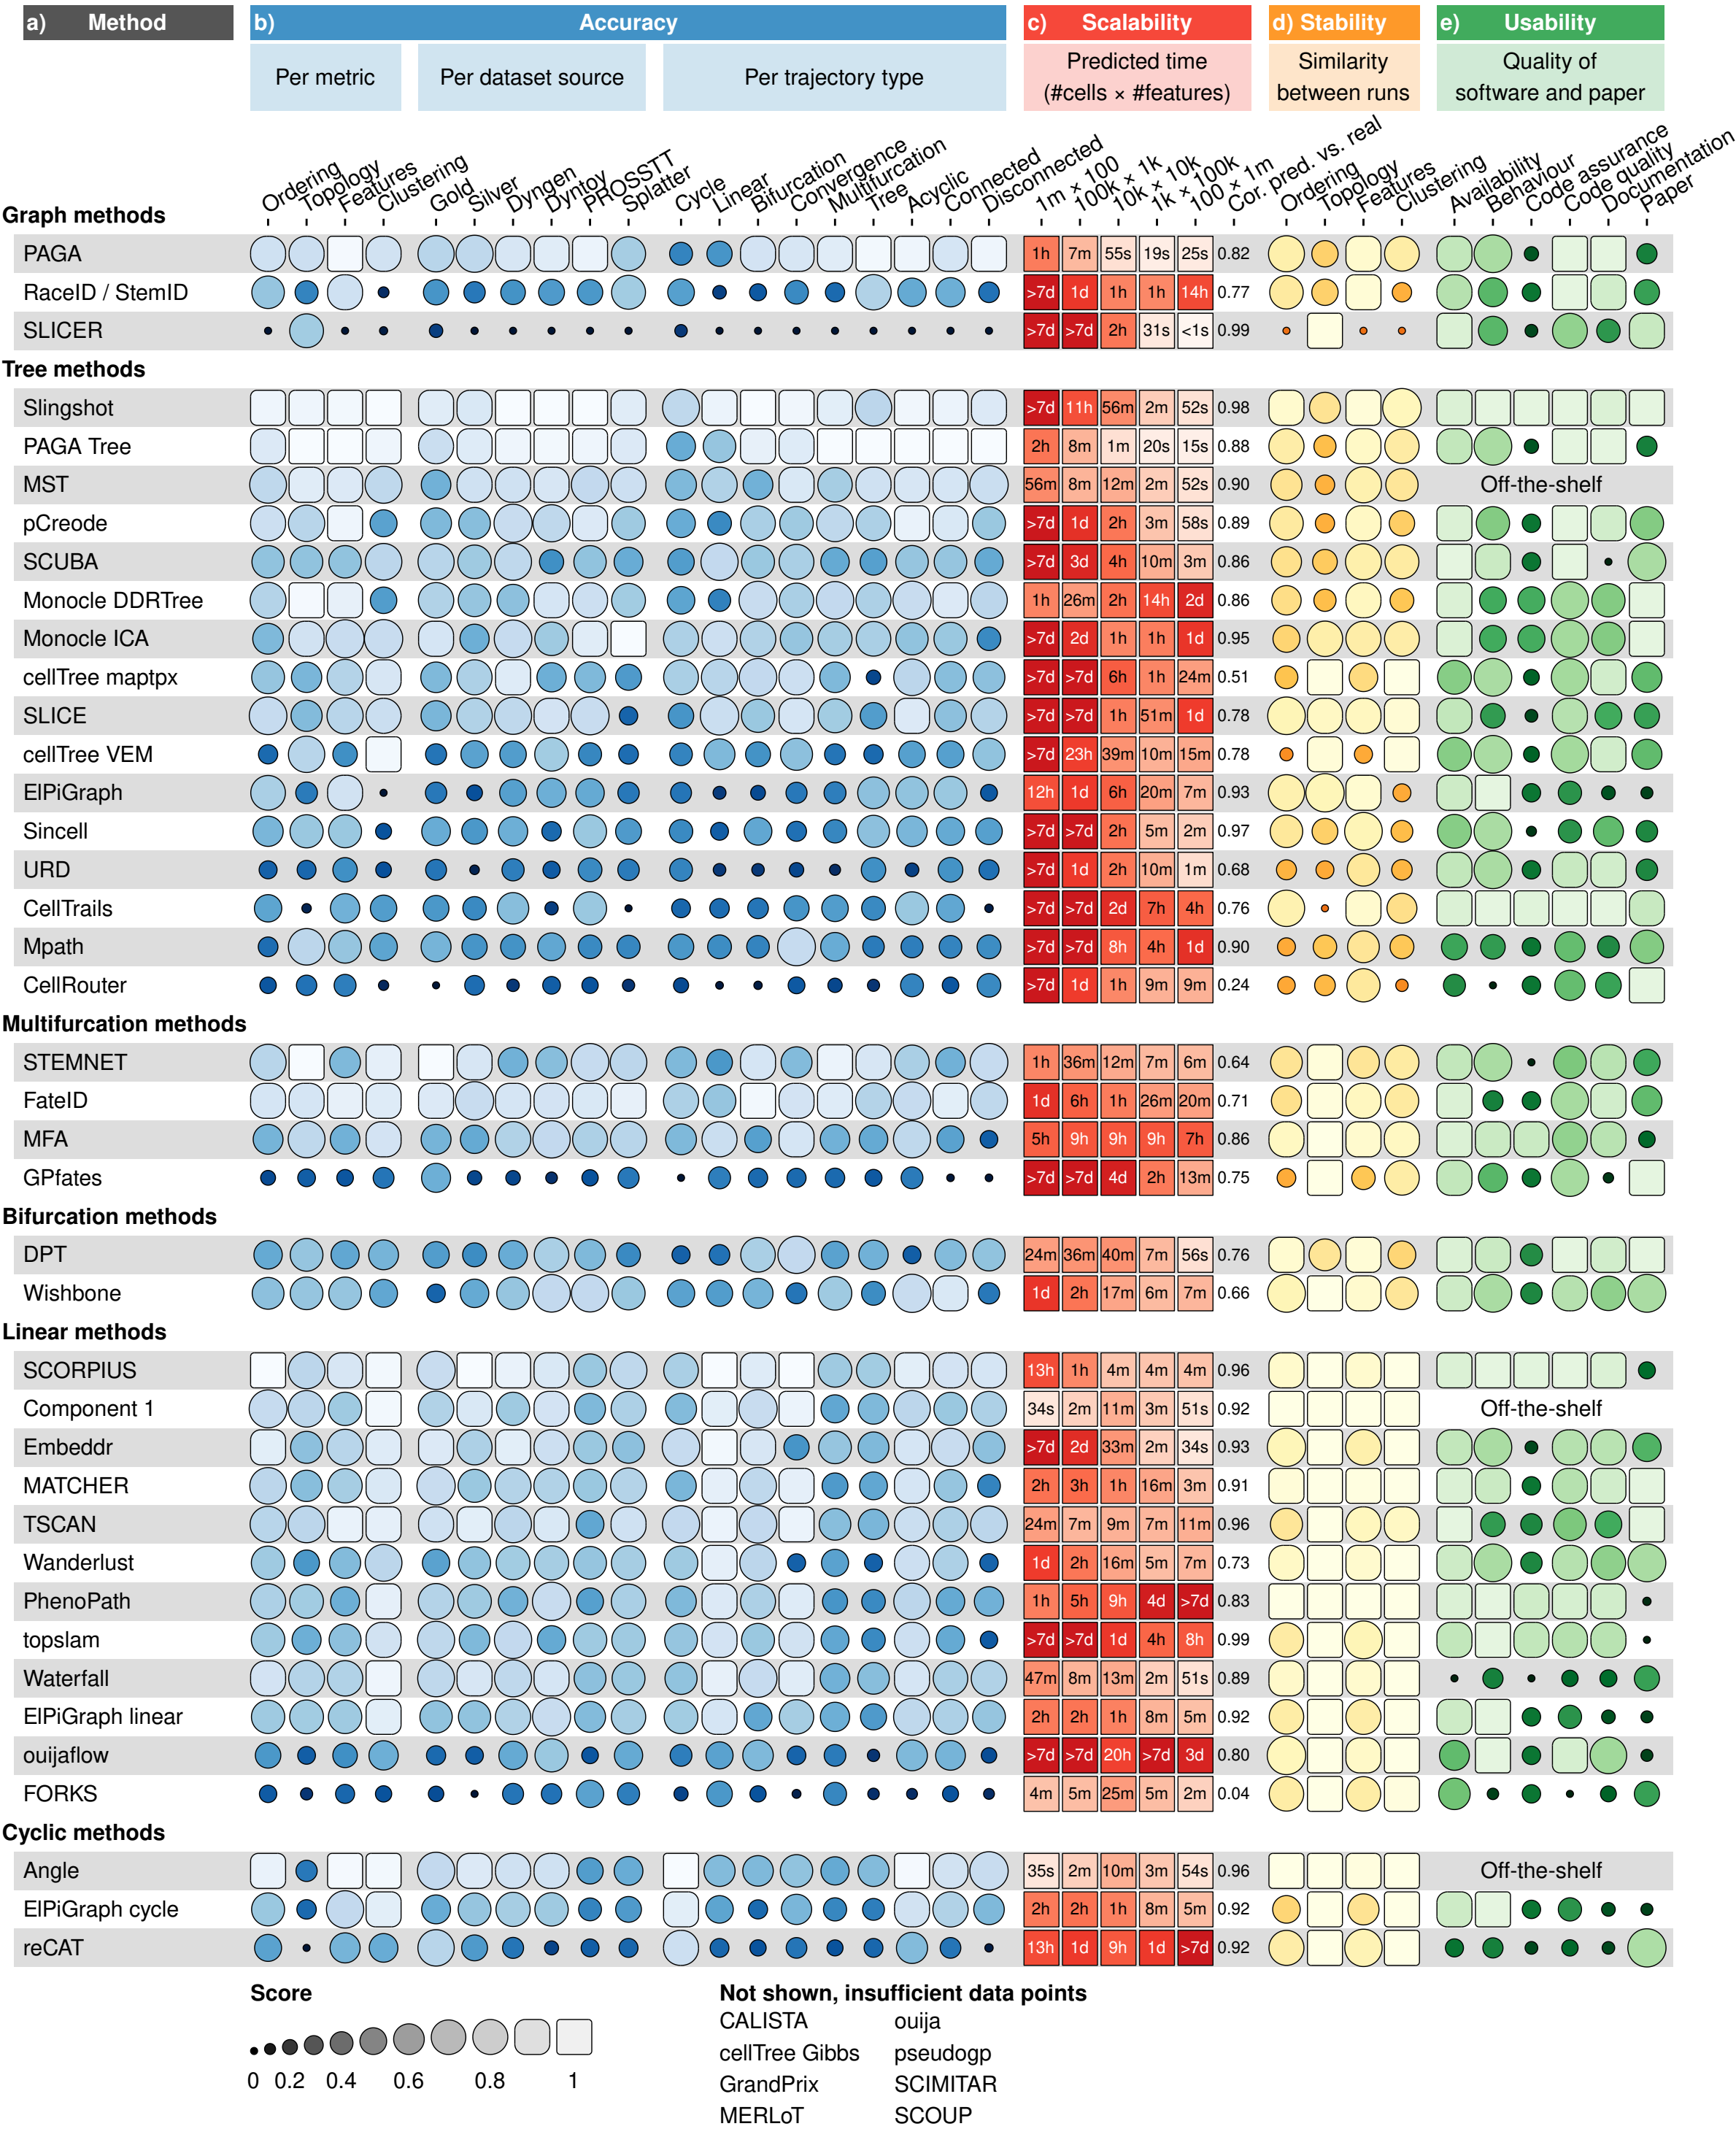 a) Method b) Accuracy c) Scalability d) Stability e) Usability
Per metric Per dataset source Per trajectory type Predicted time Similarity Quality of
(#cells × #features) between runs software and paper
Ordering Topology Features Clustering Gold Silver Dyngen Dyntoy PROSSTT Splatter Cycle Linear Bifurcation Convergence Multifurcation Tree Acyclic Connected Disconnected 1m × 100 100k × 1k 10k × 10k 1k × 100k 100 × 1m Cor. pred. vs. real Ordering Topology Features Clustering Availability Behaviour Code assurance Code quality Documentation Paper
Graph methods
PAGA 1h 7m 55s 19s 25s 0.82
RaceID / StemID >7d 1d 1h 1h 14h 0.77
SLICER >7d >7d 2h 31s <1s 0.99
Tree methods
Slingshot >7d 11h 56m 2m 52s 0.98
PAGA Tree 2h 8m 1m 20s 15s 0.88
MST 56m 8m 12m 2m 52s 0.90 Off-the-shelf
pCreode >7d 1d 2h 3m 58s 0.89
SCUBA >7d 3d 4h 10m 3m 0.86
Monocle DDRTree 1h 26m 2h 14h 2d 0.86
Monocle ICA >7d 2d 1h 1h 1d 0.95
cellTree maptpx >7d >7d 6h 1h 24m 0.51
SLICE >7d >7d 1h 51m 1d 0.78
cellTree VEM >7d 23h 39m 10m 15m 0.78
ElPiGraph 12h 1d 6h 20m 7m 0.93
Sincell >7d >7d 2h 5m 2m 0.97
URD >7d 1d 2h 10m 1m 0.68
CellTrails >7d >7d 2d 7h 4h 0.76
Mpath >7d >7d 8h 4h 1d 0.90
CellRouter >7d 1d 1h 9m 9m 0.24
Multifurcation methods
STEMNET 1h 36m 12m 7m 6m 0.64
FateID 1d 6h 1h 26m 20m 0.71
MFA 5h 9h 9h 9h 7h 0.86
GPfates >7d >7d 4d 2h 13m 0.75
Bifurcation methods
DPT 24m 36m 40m 7m 56s 0.76
Wishbone 1d 2h 17m 6m 7m 0.66
Linear methods
SCORPIUS 13h 1h 4m 4m 4m 0.96
Component 1 34s 2m 11m 3m 51s 0.92 Off-the-shelf
Embeddr >7d 2d 33m 2m 34s 0.93
MATCHER 2h 3h 1h 16m 3m 0.91
TSCAN 24m 7m 9m 7m 11m 0.96
Wanderlust 1d 2h 16m 5m 7m 0.73
PhenoPath 1h 5h 9h 4d >7d 0.83
topslam >7d >7d 1d 4h 8h 0.99
Waterfall 47m 8m 13m 2m 51s 0.89
ElPiGraph linear 2h 2h 1h 8m 5m 0.92
ouijaflow >7d >7d 20h >7d 3d 0.80
FORKS 4m 5m 25m 5m 2m 0.04
Cyclic methods
Angle 35s 2m 10m 3m 54s 0.96 Off-the-shelf
ElPiGraph cycle 2h 2h 1h 8m 5m 0.92
reCAT 13h 1d 9h 1d >7d 0.92
Score Not shown, insufficient data points
CALISTA ouija
cellTree Gibbs pseudogp
0 0.2 0.4 0.6 0.8 1 GrandPrix SCIMITAR
MERLoT SCOUP